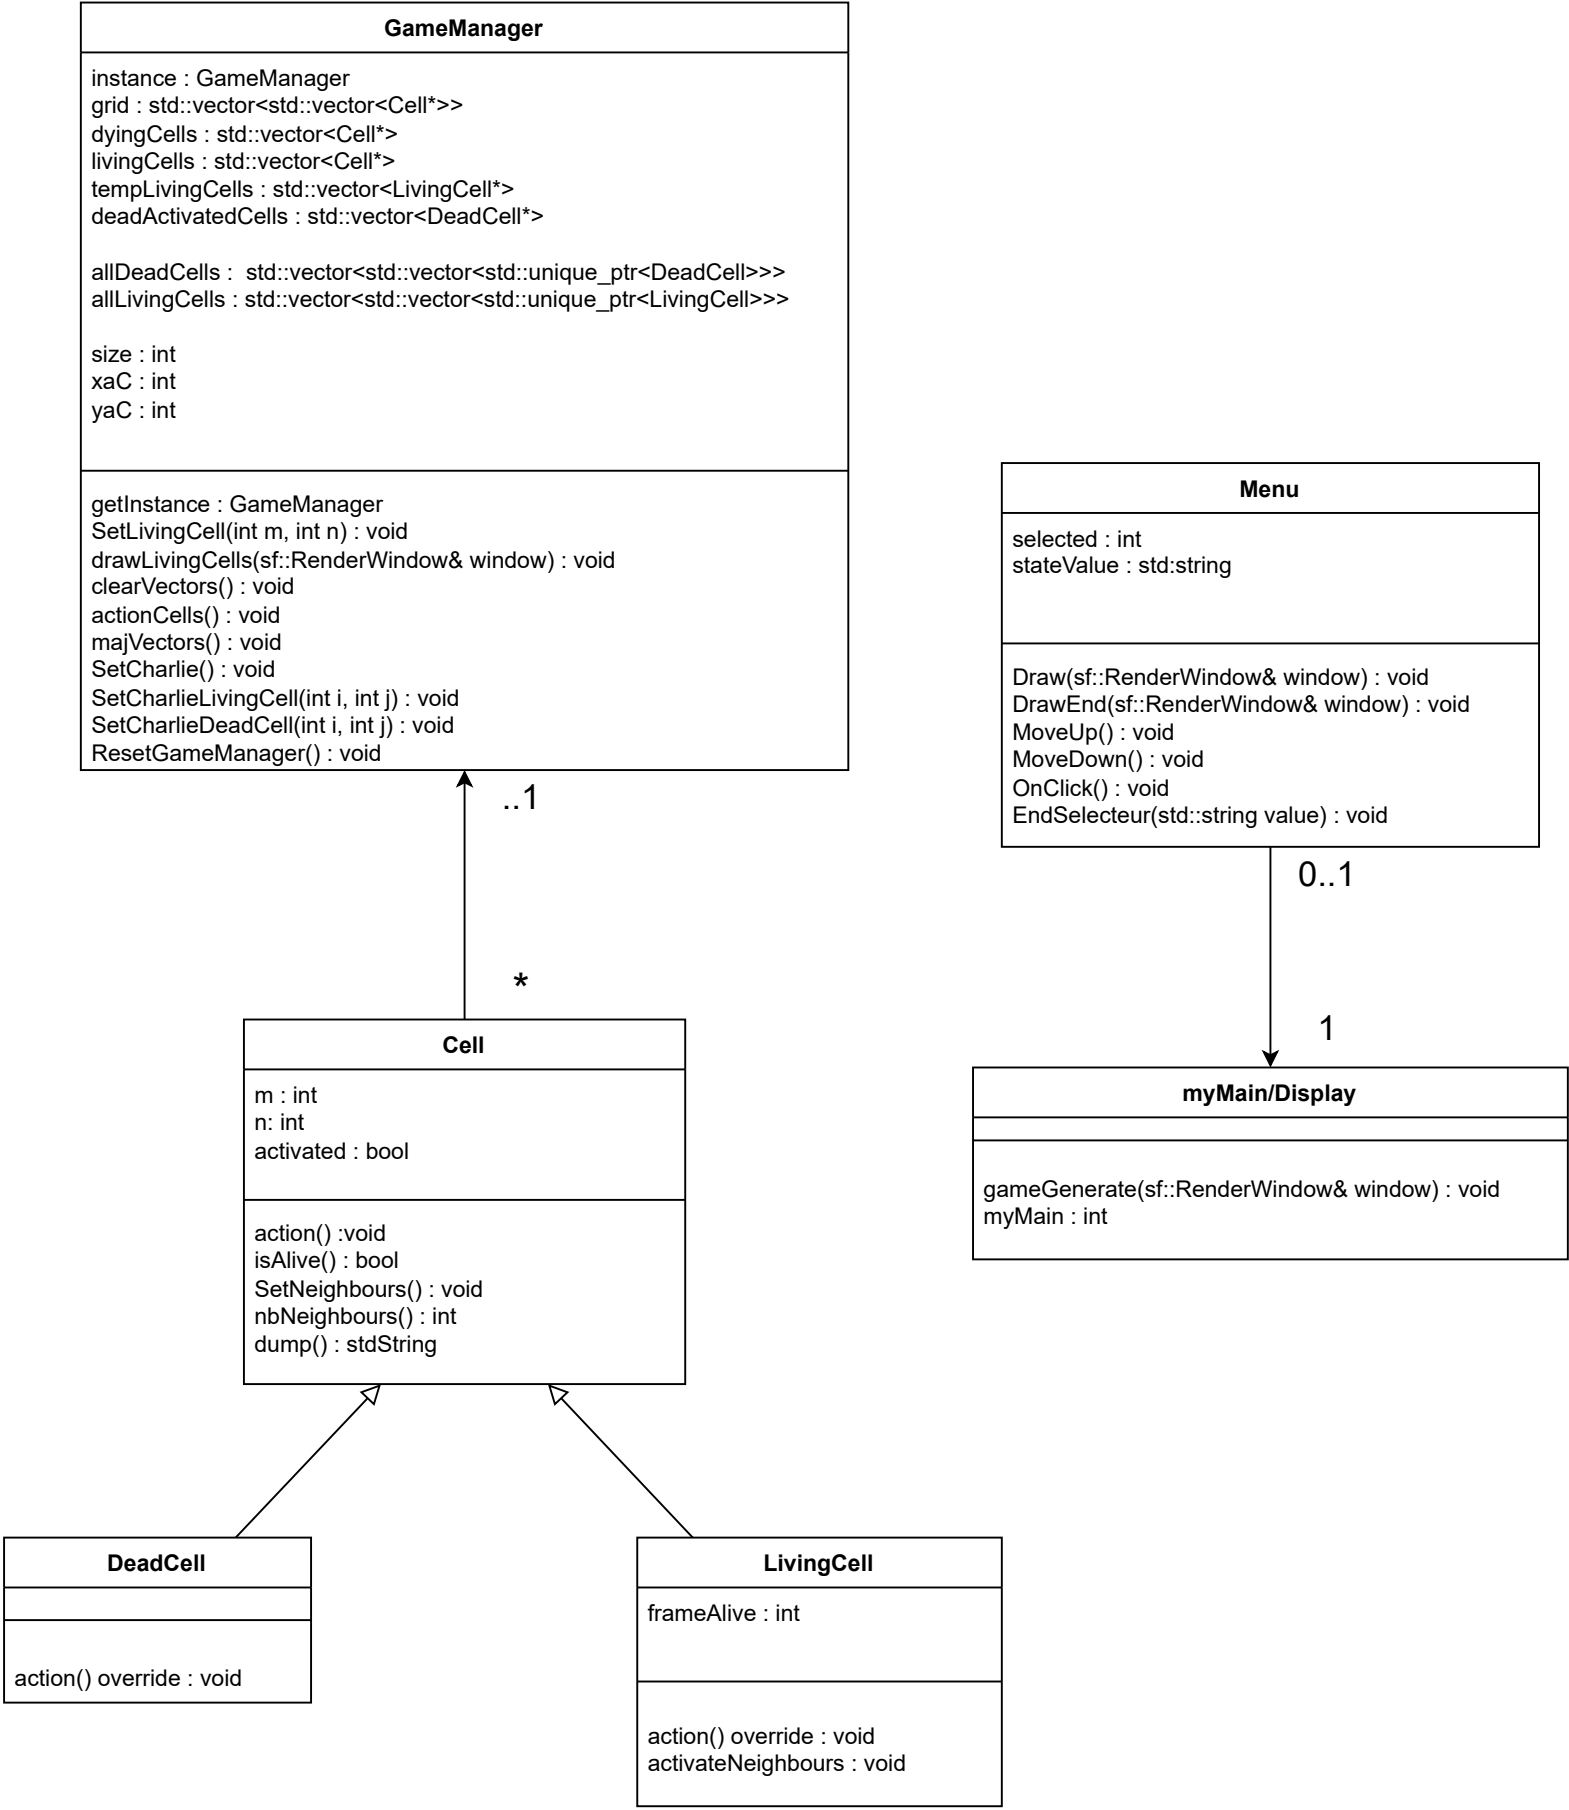 GameManager
instance : GameManager
grid : std::vector<std::vector<Cell*>>
dyingCells : std::vector<Cell*>
livingCells : std::vector<Cell*>
tempLivingCells : std::vector<LivingCell*>
deadActivatedCells : std::vector<DeadCell*>
allDeadCells :  std::vector<std::vector<std::unique_ptr<DeadCell>>>
allLivingCells : std::vector<std::vector<std::unique_ptr<LivingCell>>>
size : int
xaC : int
yaC : int
getInstance : GameManager
SetLivingCell(int m, int n) : void
drawLivingCells(sf::RenderWindow& window) : void
clearVectors() : void
actionCells() : void
majVectors() : void
SetCharlie() : void
SetCharlieLivingCell(int i, int j) : void
SetCharlieDeadCell(int i, int j) : void
ResetGameManager() : void
..1
*
Menu
selected : int
stateValue : std:string
Draw(sf::RenderWindow& window) : void
DrawEnd(sf::RenderWindow& window) : void
MoveUp() : void
MoveDown() : void
OnClick() : void
EndSelecteur(std::string value) : void
0..1
1
Cell
m : int
n: int
activated : bool
action() :void
isAlive() : bool
SetNeighbours() : void
nbNeighbours() : int
dump() : stdString
myMain/Display
gameGenerate(sf::RenderWindow& window) : void
myMain : int
DeadCell
action() override : void
LivingCell
frameAlive : int
action() override : void
activateNeighbours : void